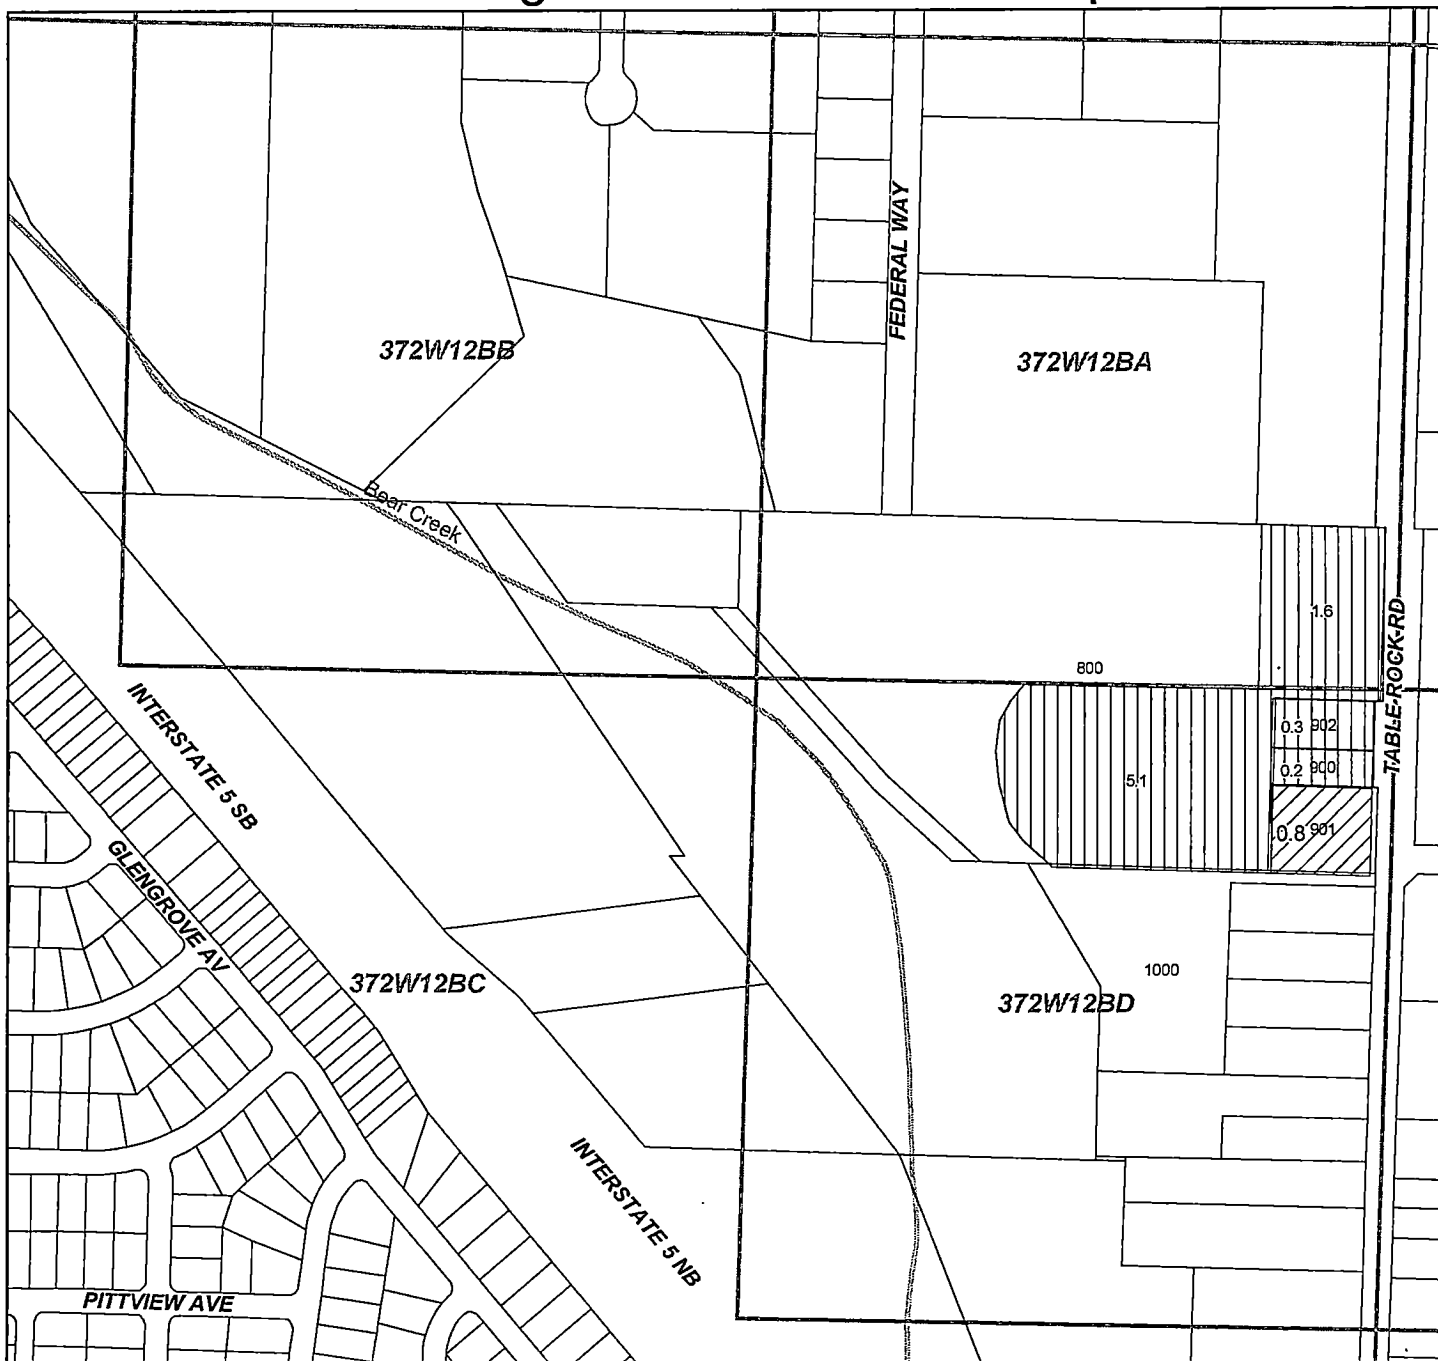 FEDERAL WAY
372W12BB
372W12BA
Bear Creek
1.6
TABLE ROCK RD
800
INTERSTATE 5 SB
0.3 902
0.2 900
5.1
0.8 901
GLENGROVE AV
372W12BC
1000
372W12BD
INTERSTATE 5 NB
PITTVIEW AVE